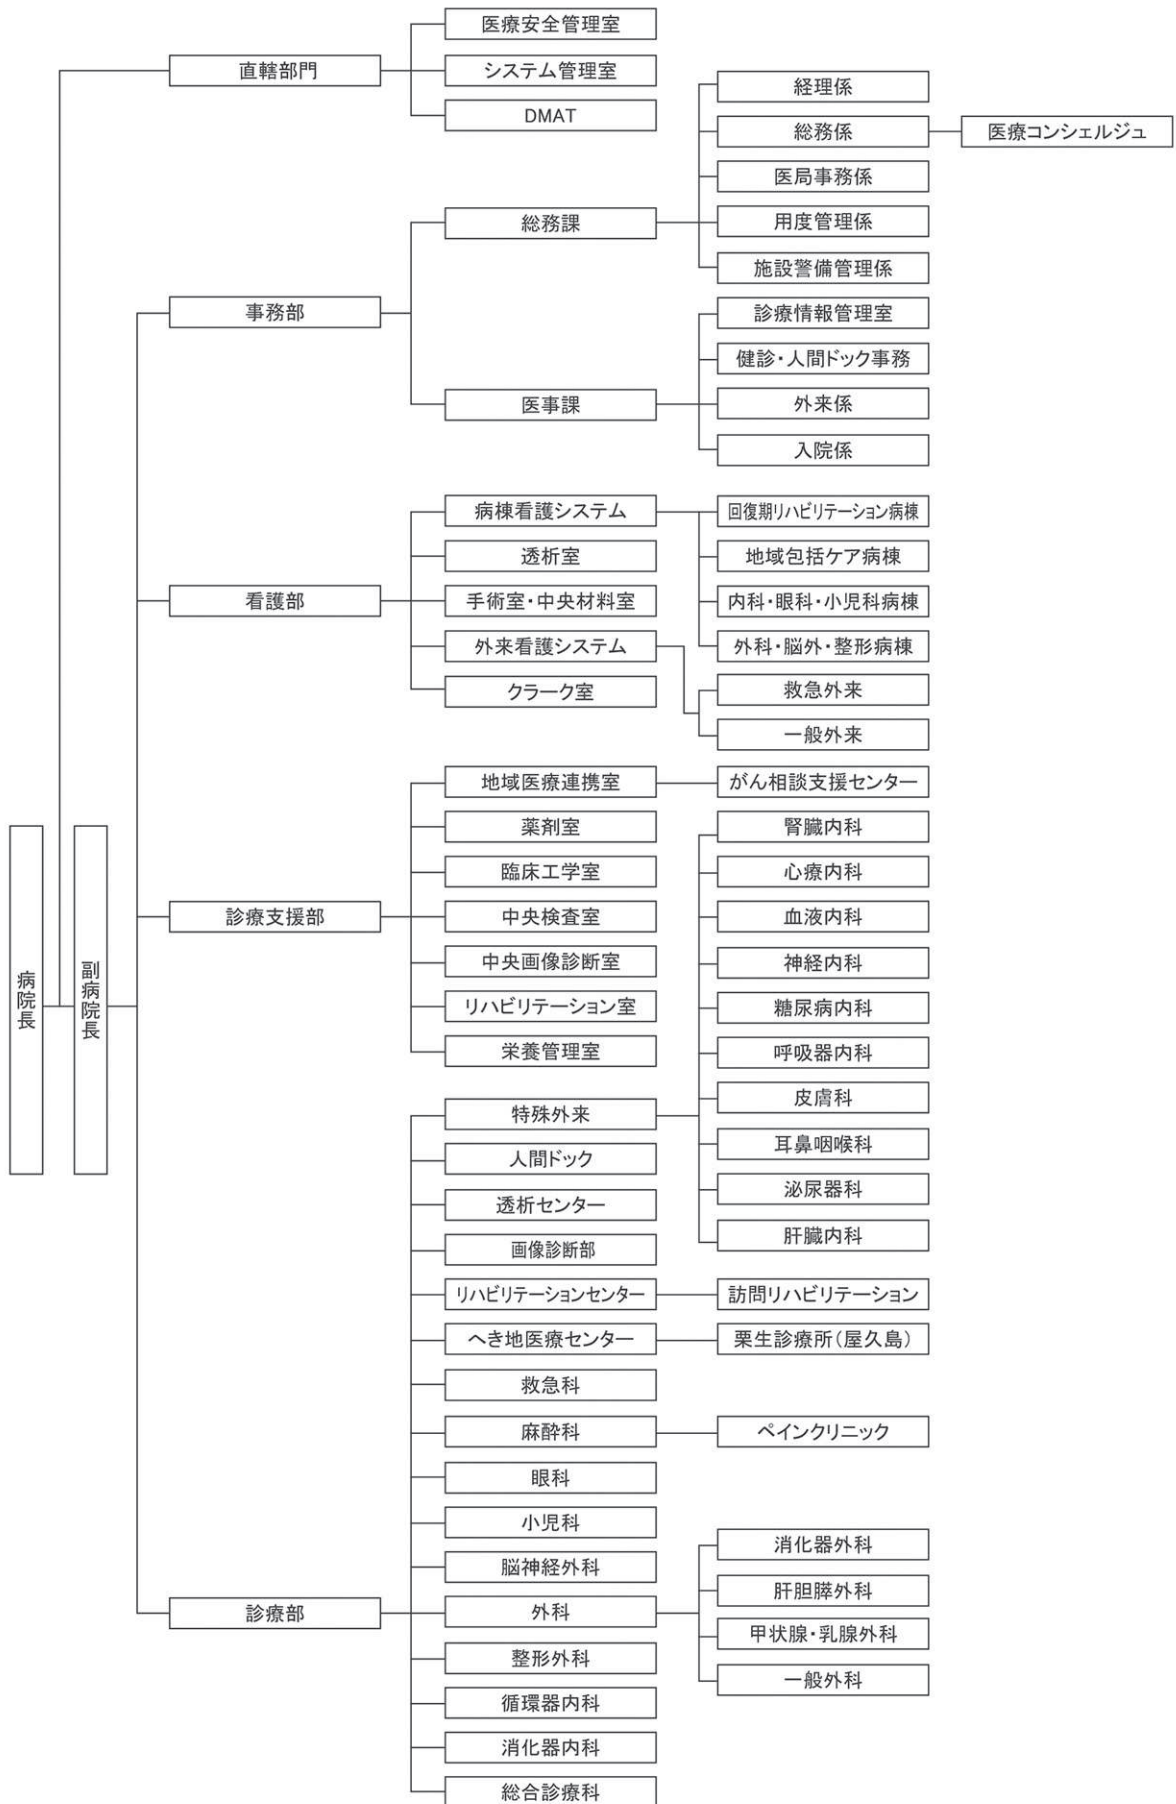 病院長
副病院長
直轄部門
医療安全管理室
システム管理室
DMAT
事務部
総務課
経理係
総務係
医療コンシェルジュ
医局事務係
用度管理係
施設警備管理係
医事課
診療情報管理室
健診・人間ドック事務
外来係
入院係
看護部
病棟看護システム
回復期リハビリテーション病棟
地域包括ケア病棟
内科・眼科・小児科病棟
外科・脳外・整形病棟
透析室
手術室・中央材料室
外来看護システム
救急外来
一般外来
クラーク室
診療支援部
地域医療連携室
がん相談支援センター
薬剤室
臨床工学室
中央検査室
中央画像診断室
リハビリテーション室
栄養管理室
診療部
特殊外来
腎臓内科
心療内科
血液内科
神経内科
糖尿病内科
呼吸器内科
皮膚科
耳鼻咽喉科
泌尿器科
肝臓内科
人間ドック
透析センター
画像診断部
リハビリテーションセンター
訪問リハビリテーション
へき地医療センター
栗生診療所(屋久島)
救急科
麻酔科
ペインクリニック
眼科
小児科
脳神経外科
外科
消化器外科
肝胆膵外科
甲状腺・乳腺外科
一般外科
整形外科
循環器内科
消化器内科
総合診療科